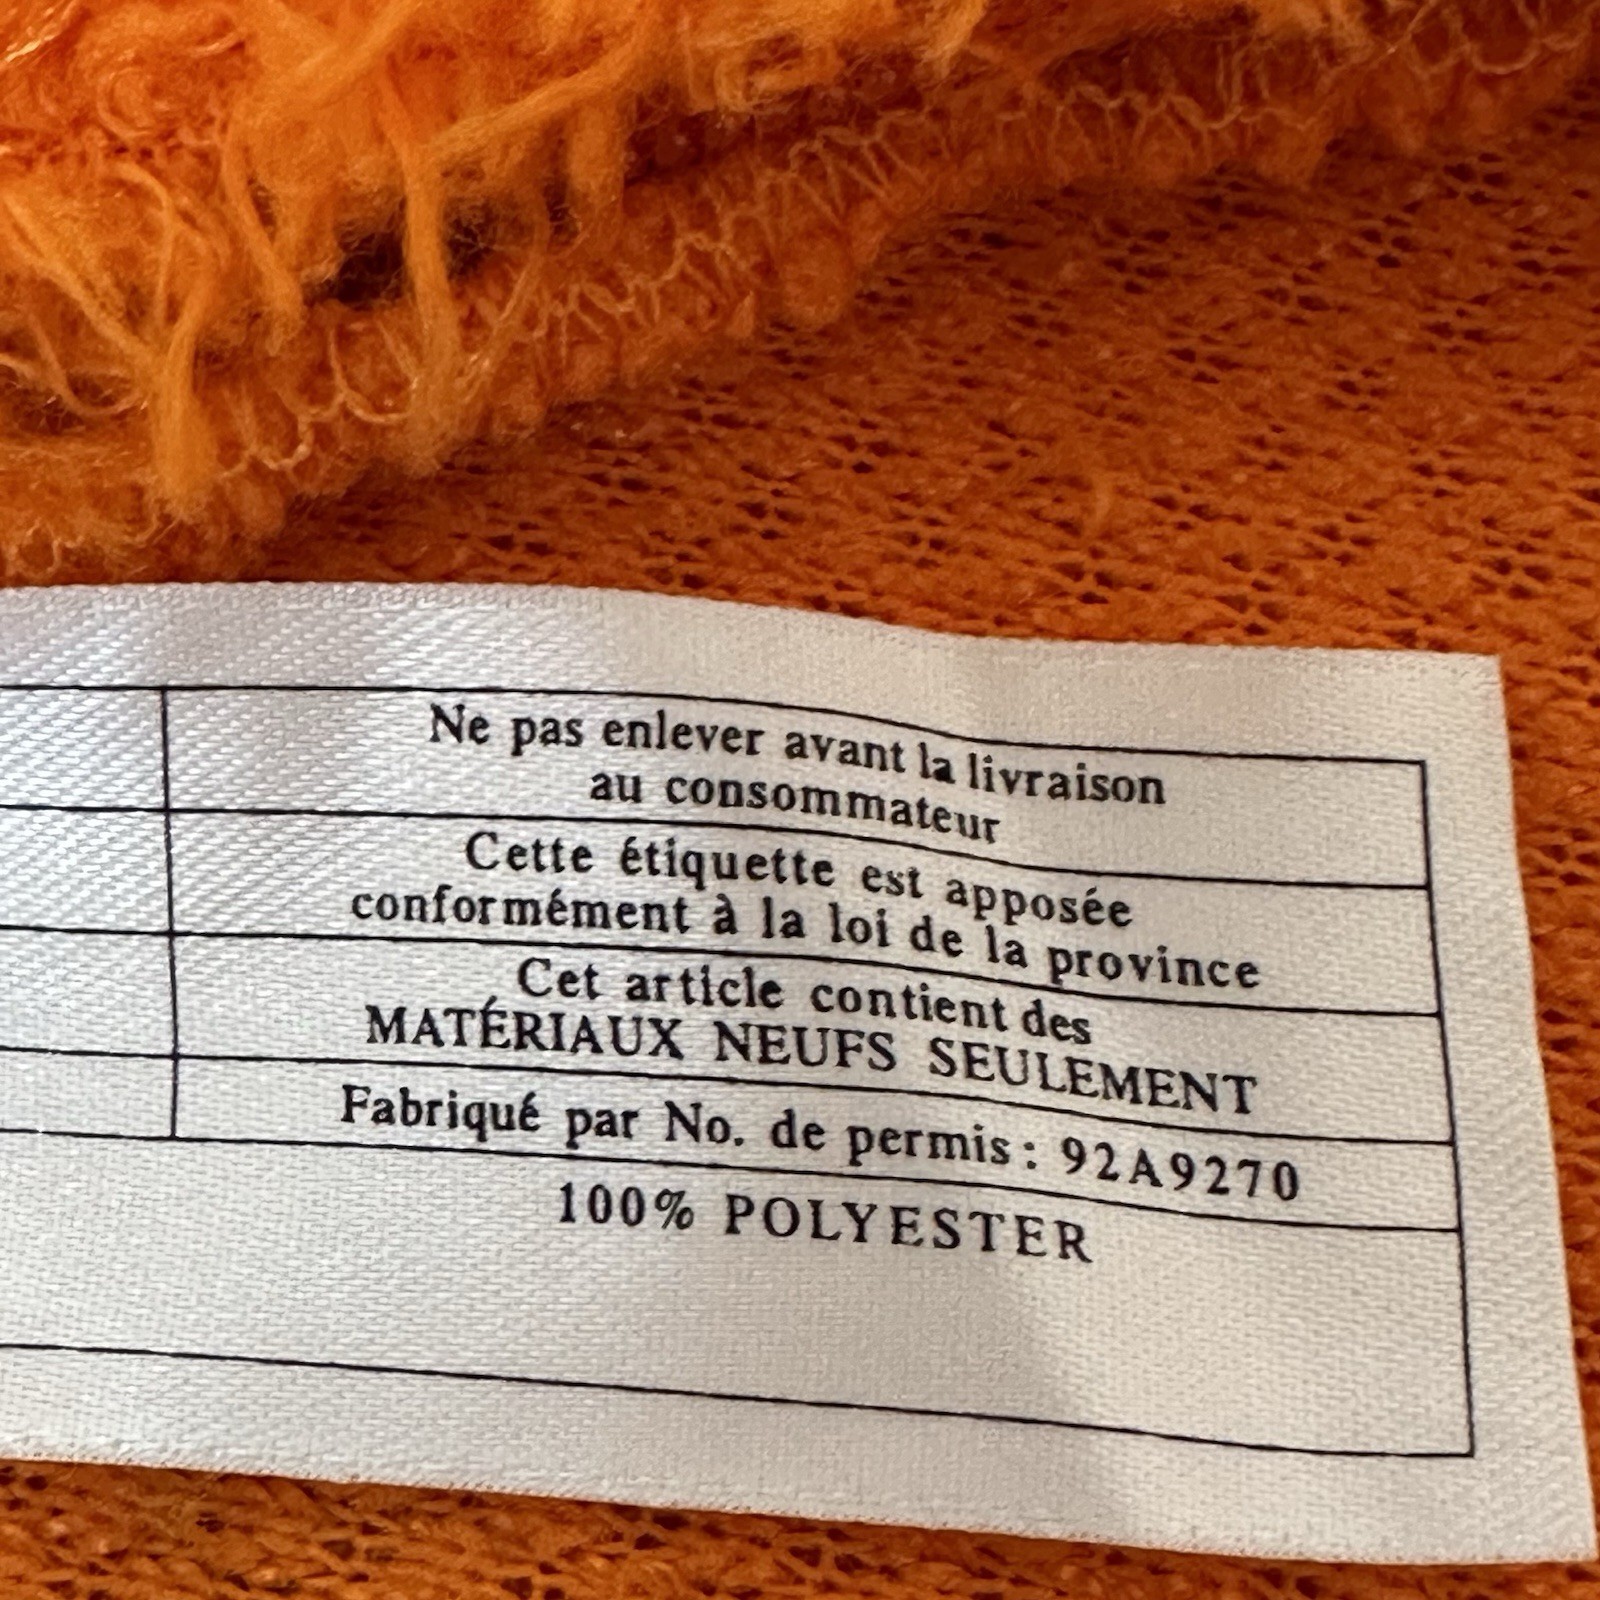 Ne pas enlever avant la livraison
au consommateur
Cette étiquette est apposée
conformément à la loi de la province
Cet article contient des
MATÉRIAUX NEUFS SEULEMENT
Fabriqué par No. de permis: 92A9270
100% POLYESTER